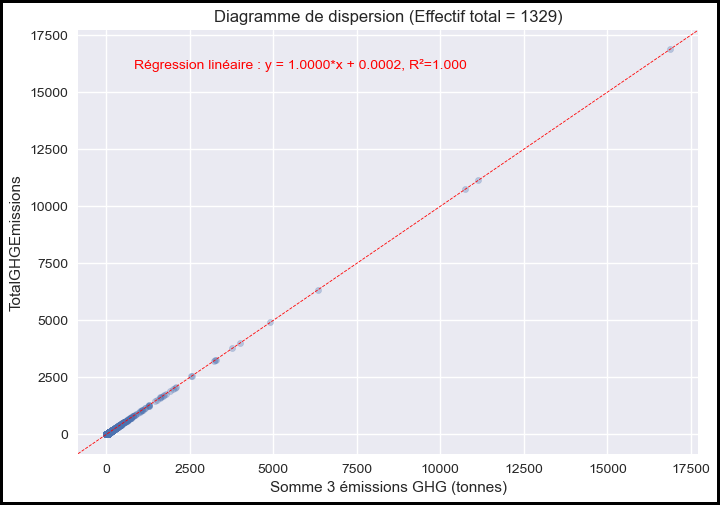 Diagramme de dispersion (Effectif total = 1329)
Régression linéaire : y = 1.0000*x + 0.0002, R²=1.000
TotalGHGEmissions
17500
15000
12500
10000
7500
5000
2500
0
0 2500 5000 7500 10000 12500 15000 17500
Somme 3 émissions GHG (tonnes)